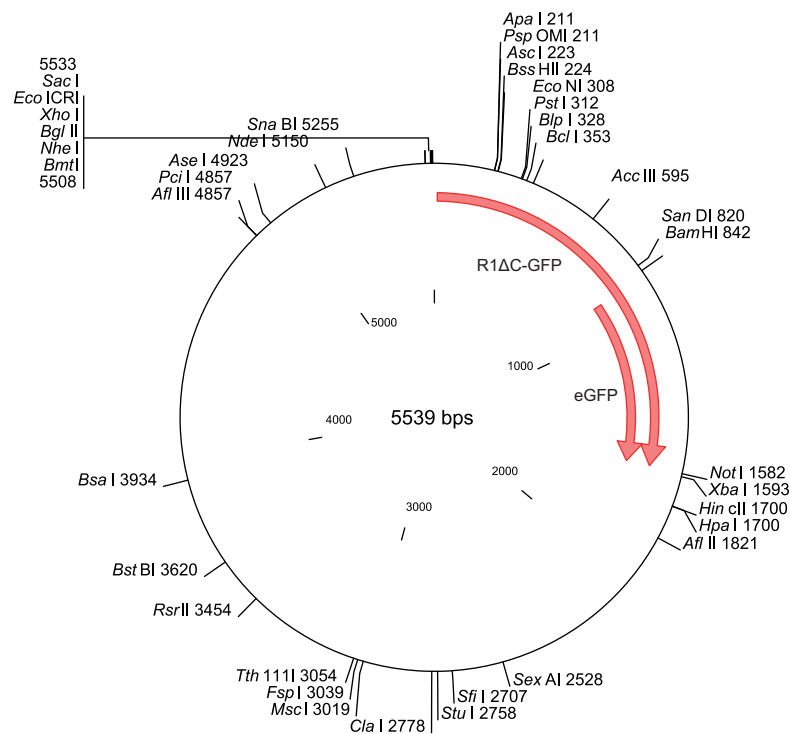 5533
Sac I
Eco ICRI
Xho I
Bgl II
Nhe I
Bmt I
5508
Sna BI 5255
Nde I 5150
Ase I 4923
Pci I 4857
Afl III 4857
Apa I 211
Psp OMI 211
Asc I 223
Bss HII 224
Eco NI 308
Pst I 312
Blp I 328
Bcl I 353
Acc III 595
San DI 820
Bam HI 842
R1ΔC-GFP
eGFP
5000
1000
4000
5539 bps
2000
3000
Not I 1582
Xba I 1593
Hin cII 1700
Hpa I 1700
Afl II 1821
Bsa I 3934
Bst BI 3620
Rsr II 3454
Tth 111I 3054
Fsp I 3039
Msc I 3019
Cla I 2778
Sex AI 2528
Sfi I 2707
Stu I 2758